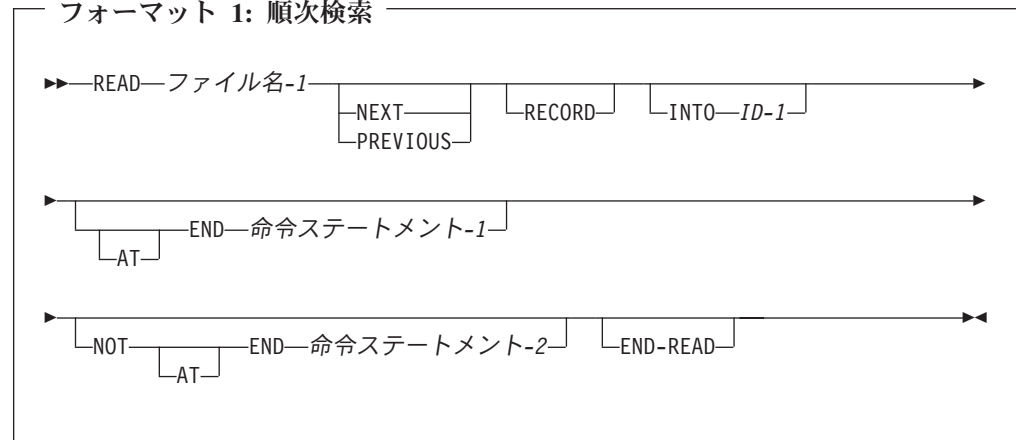 フォーマット 1: 順次検索
READ ファイル名-1
NEXT RECORD INTO ID-1
PREVIOUS
END 命令ステートメント-1
AT
NOT END 命令ステートメント-2 END-READ
AT